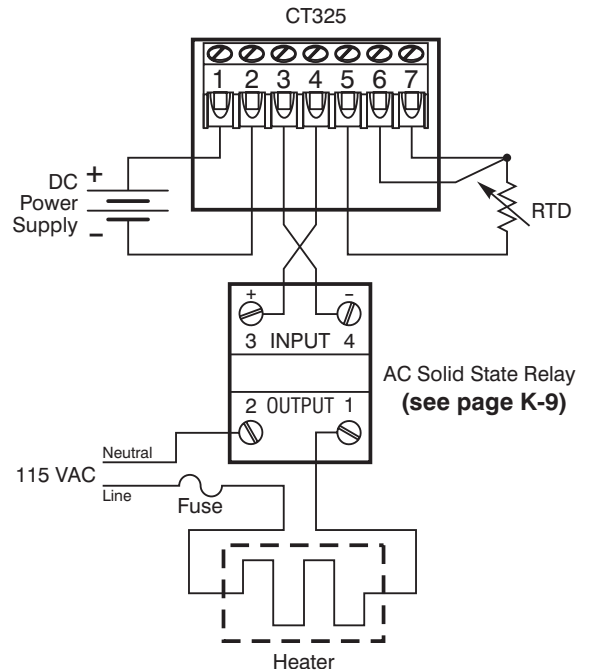 CT325
1 2 3 4 5 6 7
DC
Power
Supply
+
-
RTD
+ -
3 INPUT 4
2 OUTPUT 1
AC Solid State Relay
(see page K-9)
115 VAC
Neutral
Line
Fuse
Heater